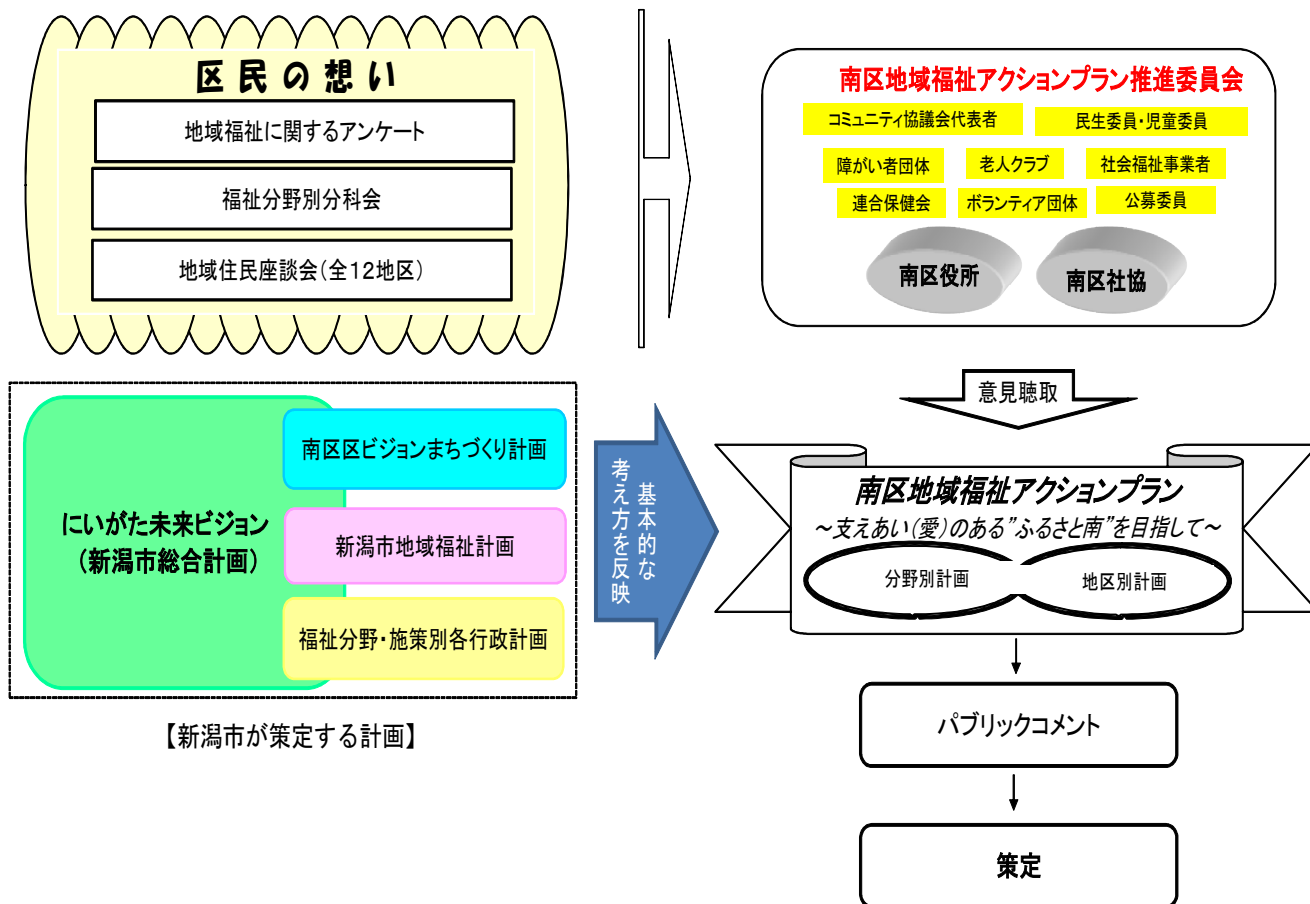 区民の想い
地域福祉に関するアンケート
福祉分野別分科会
地域住民座談会(全12地区)
南区地域福祉アクションプラン推進委員会
コミュニティ協議会代表者
民生委員・児童委員
障がい者団体
老人クラブ
社会福祉事業者
連合保健会
ボランティア団体
公募委員
南区役所
南区社協
意見聴取
にいがた未来ビジョン
(新潟市総合計画)
南区区ビジョンまちづくり計画
新潟市地域福祉計画
福祉分野・施策別各行政計画
【新潟市が策定する計画】
基本的な
考え方を反映
南区地域福祉アクションプラン
~支えあい(愛)のある”ふるさと南”を目指して~
分野別計画
地区別計画
パブリックコメント
策定